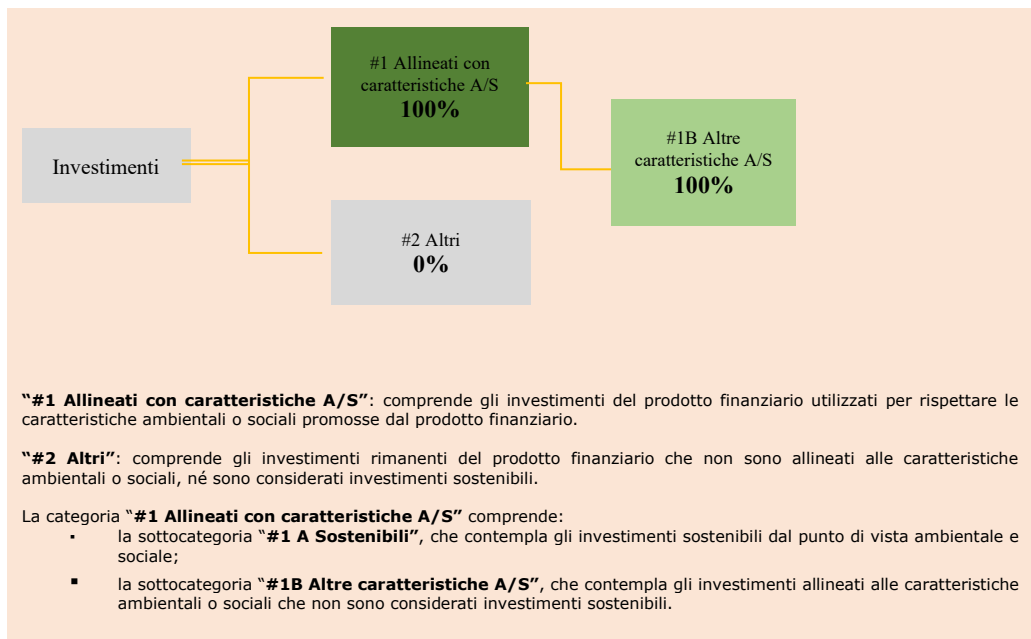 #1 Allineati con
caratteristiche A/S
100%
Investimenti
#1B Altre
caratteristiche A/S
100%
#2 Altri
0%
“#1 Allineati con caratteristiche A/S”: comprende gli investimenti del prodotto finanziario utilizzati per rispettare le
caratteristiche ambientali o sociali promosse dal prodotto finanziario.
“#2 Altri”: comprende gli investimenti rimanenti del prodotto finanziario che non sono allineati alle caratteristiche
ambientali o sociali, né sono considerati investimenti sostenibili.
La categoria “#1 Allineati con caratteristiche A/S” comprende:
▪ la sottocategoria “#1 A Sostenibili”, che contempla gli investimenti sostenibili dal punto di vista ambientale e
sociale;
▪ la sottocategoria “#1B Altre caratteristiche A/S”, che contempla gli investimenti allineati alle caratteristiche
ambientali o sociali che non sono considerati investimenti sostenibili.